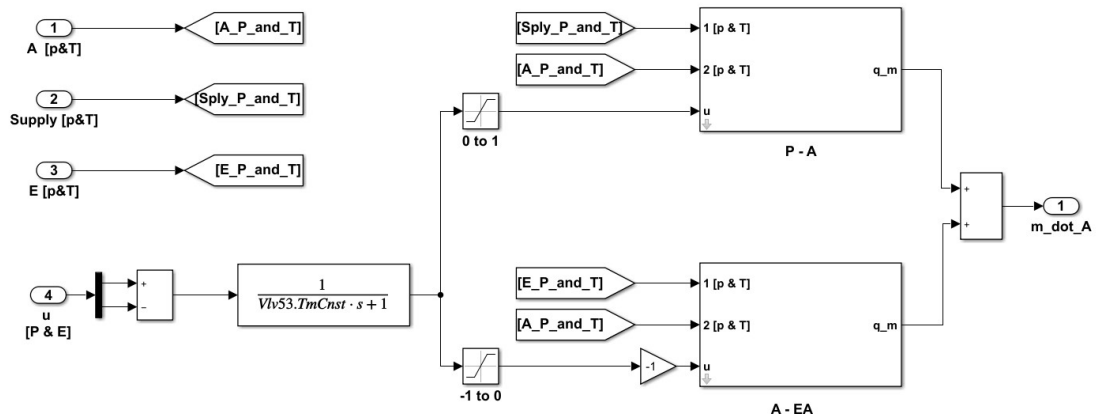 1
A [p&T]
[A_P_and_T]
2
Supply [p&T]
[Sply_P_and_T]
3
E [p&T]
[E_P_and_T]
4
u
[P & E]
+
−
1
Vlv53.TmCnst · s + 1
0 to 1
-1 to 0
-1
[Sply_P_and_T]
[A_P_and_T]
1 [p & T]
2 [p & T]
u
q_m
P - A
[E_P_and_T]
[A_P_and_T]
1 [p & T]
2 [p & T]
u
q_m
A - EA
+
+
1
m_dot_A